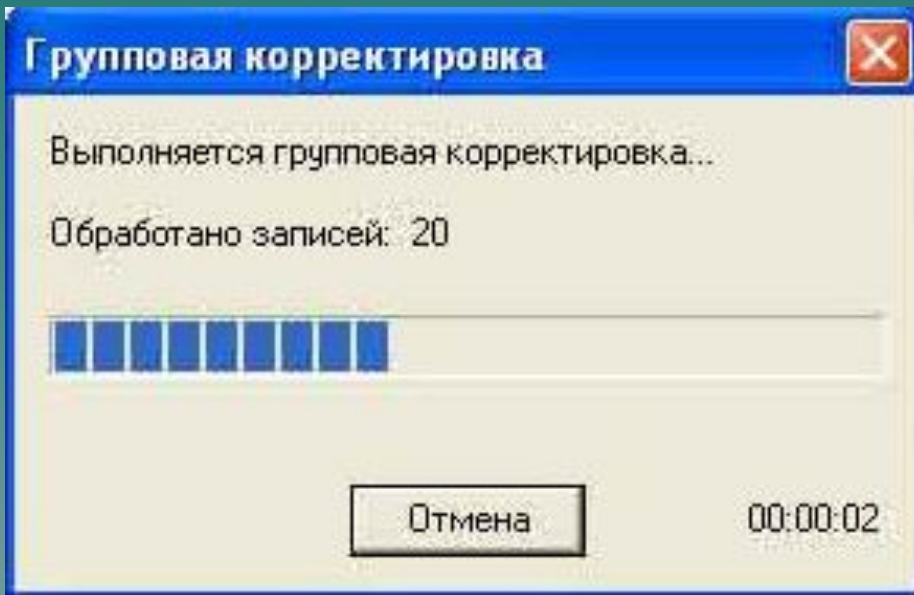 Групповая корректировка
Выполняется групповая корректировка...
Обработано записей: 20
Отмена 00:00:02